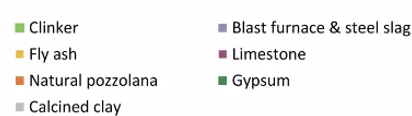 Clinker
Fly ash
Natural pozzolana
Calcined clay
Blast furnace & steel slag
Limestone
Gypsum